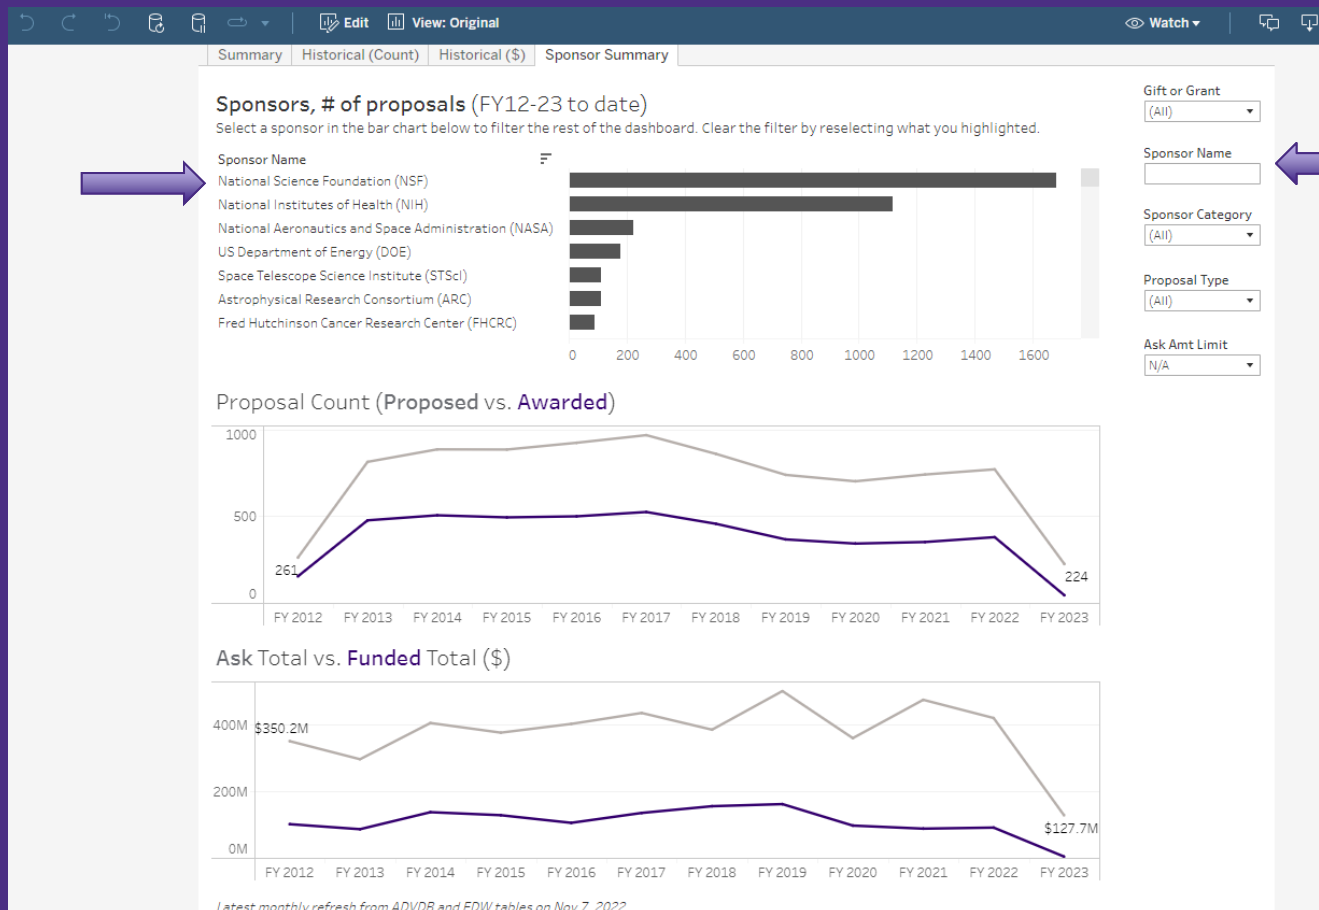 Edit View: Original Watch
Summary Historical (Count) Historical ($) Sponsor Summary
Sponsors, # of proposals (FY12-23 to date)
Select a sponsor in the bar chart below to filter the rest of the dashboard. Clear the filter by reselecting what you highlighted.
Sponsor Name
National Science Foundation (NSF)
National Institutes of Health (NIH)
National Aeronautics and Space Administration (NASA)
US Department of Energy (DOE)
Space Telescope Science Institute (STScI)
Astrophysical Research Consortium (ARC)
Fred Hutchinson Cancer Research Center (FHCRC)
0 200 400 600 800 1000 1200 1400 1600
Gift or Grant
(All)
Sponsor Name
Sponsor Category
(All)
Proposal Type
(All)
Ask Amt Limit
N/A
Proposal Count (Proposed vs. Awarded)
1000
500
0
261
224
FY 2012 FY 2013 FY 2014 FY 2015 FY 2016 FY 2017 FY 2018 FY 2019 FY 2020 FY 2021 FY 2022 FY 2023
Ask Total vs. Funded Total ($)
400M
200M
0M
$350.2M
$127.7M
FY 2012 FY 2013 FY 2014 FY 2015 FY 2016 FY 2017 FY 2018 FY 2019 FY 2020 FY 2021 FY 2022 FY 2023
Latest monthly refresh from ADVDB and EDW tables on Nov 7, 2022